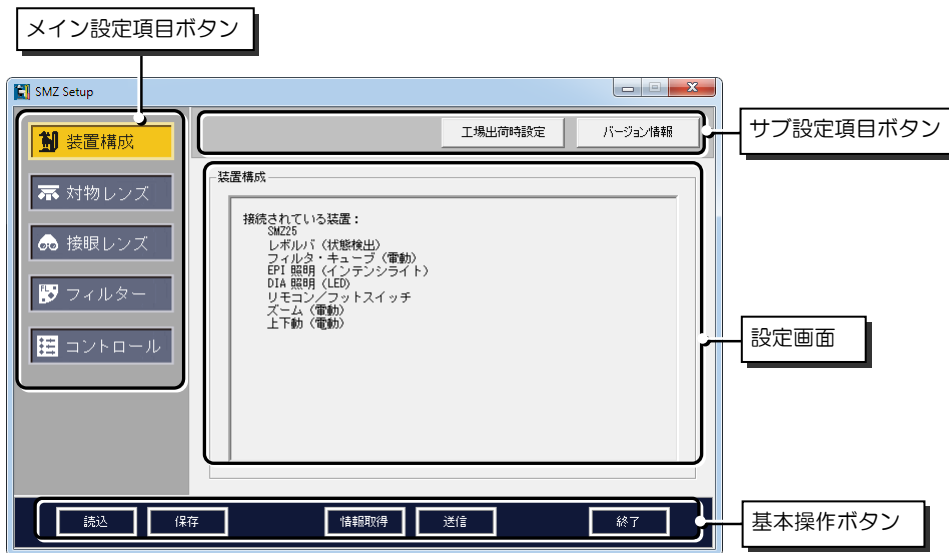 メイン設定項目ボタン
SMZ Setup
装置構成
対物レンズ
接眼レンズ
フィルター
コントロール
工場出荷時設定
バージョン情報
サブ設定項目ボタン
装置構成
接続されている装置：
SMZ25
レボルバ（状態検出）
フィルタ・キューブ（電動）
EPI 照明（インテンシライト）
DIA 照明（LED）
リモコン／フットスイッチ
ズーム（電動）
上下動（電動）
設定画面
読込
保存
情報取得
送信
終了
基本操作ボタン